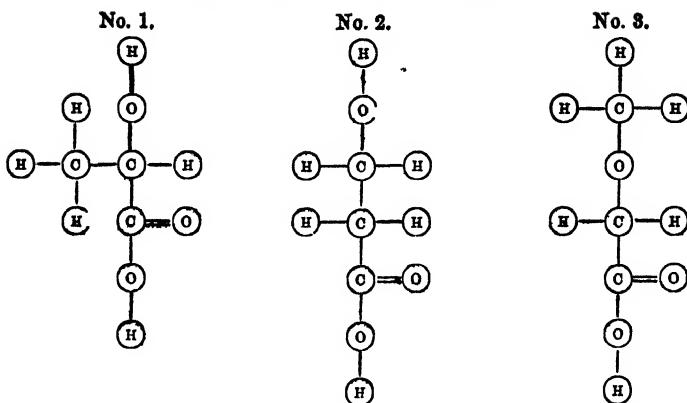 No. 1. No. 2. No. 3.
H H H
H O O H C H
H C C H H C H O
H C O H C H H C H
O C O C O
H O O
H H